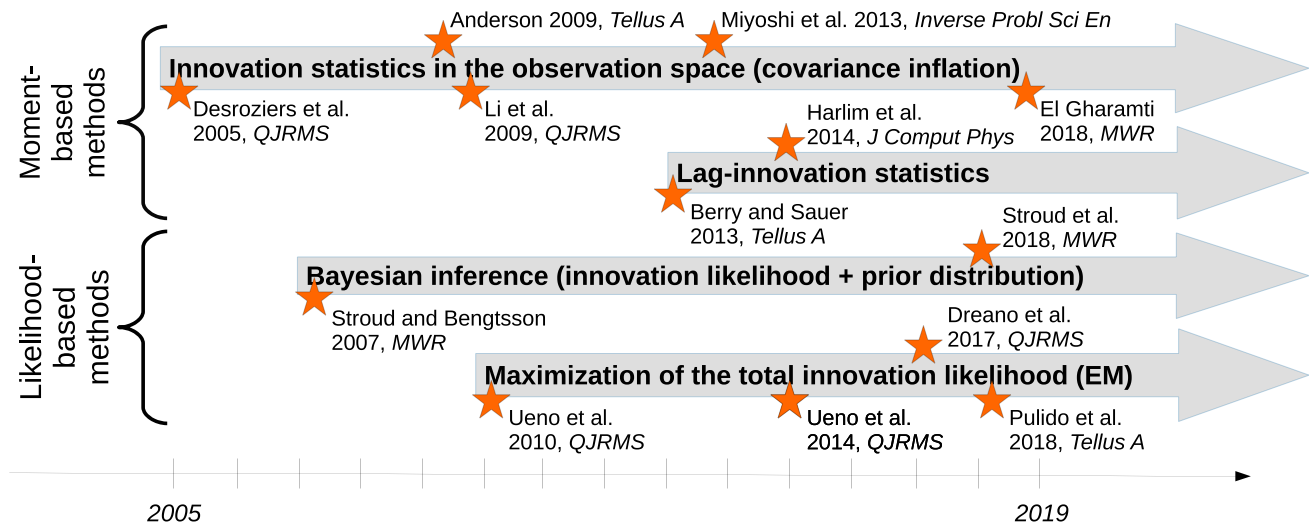 Moment-
based
methods
Anderson 2009, Tellus A
Miyoshi et al. 2013, Inverse Probl Sci En
Innovation statistics in the observation space (covariance inflation)
Desroziers et al.
2005, QJRMS
Li et al.
2009, QJRMS
Harlim et al.
2014, J Comput Phys
El Gharamti
2018, MWR
Lag-innovation statistics
Berry and Sauer
2013, Tellus A
Likelihood-
based
methods
Stroud et al.
2018, MWR
Bayesian inference (innovation likelihood + prior distribution)
Stroud and Bengtsson
2007, MWR
Dreano et al.
2017, QJRMS
Maximization of the total innovation likelihood (EM)
Ueno et al.
2010, QJRMS
Ueno et al.
2014, QJRMS
Pulido et al.
2018, Tellus A
2005
2019